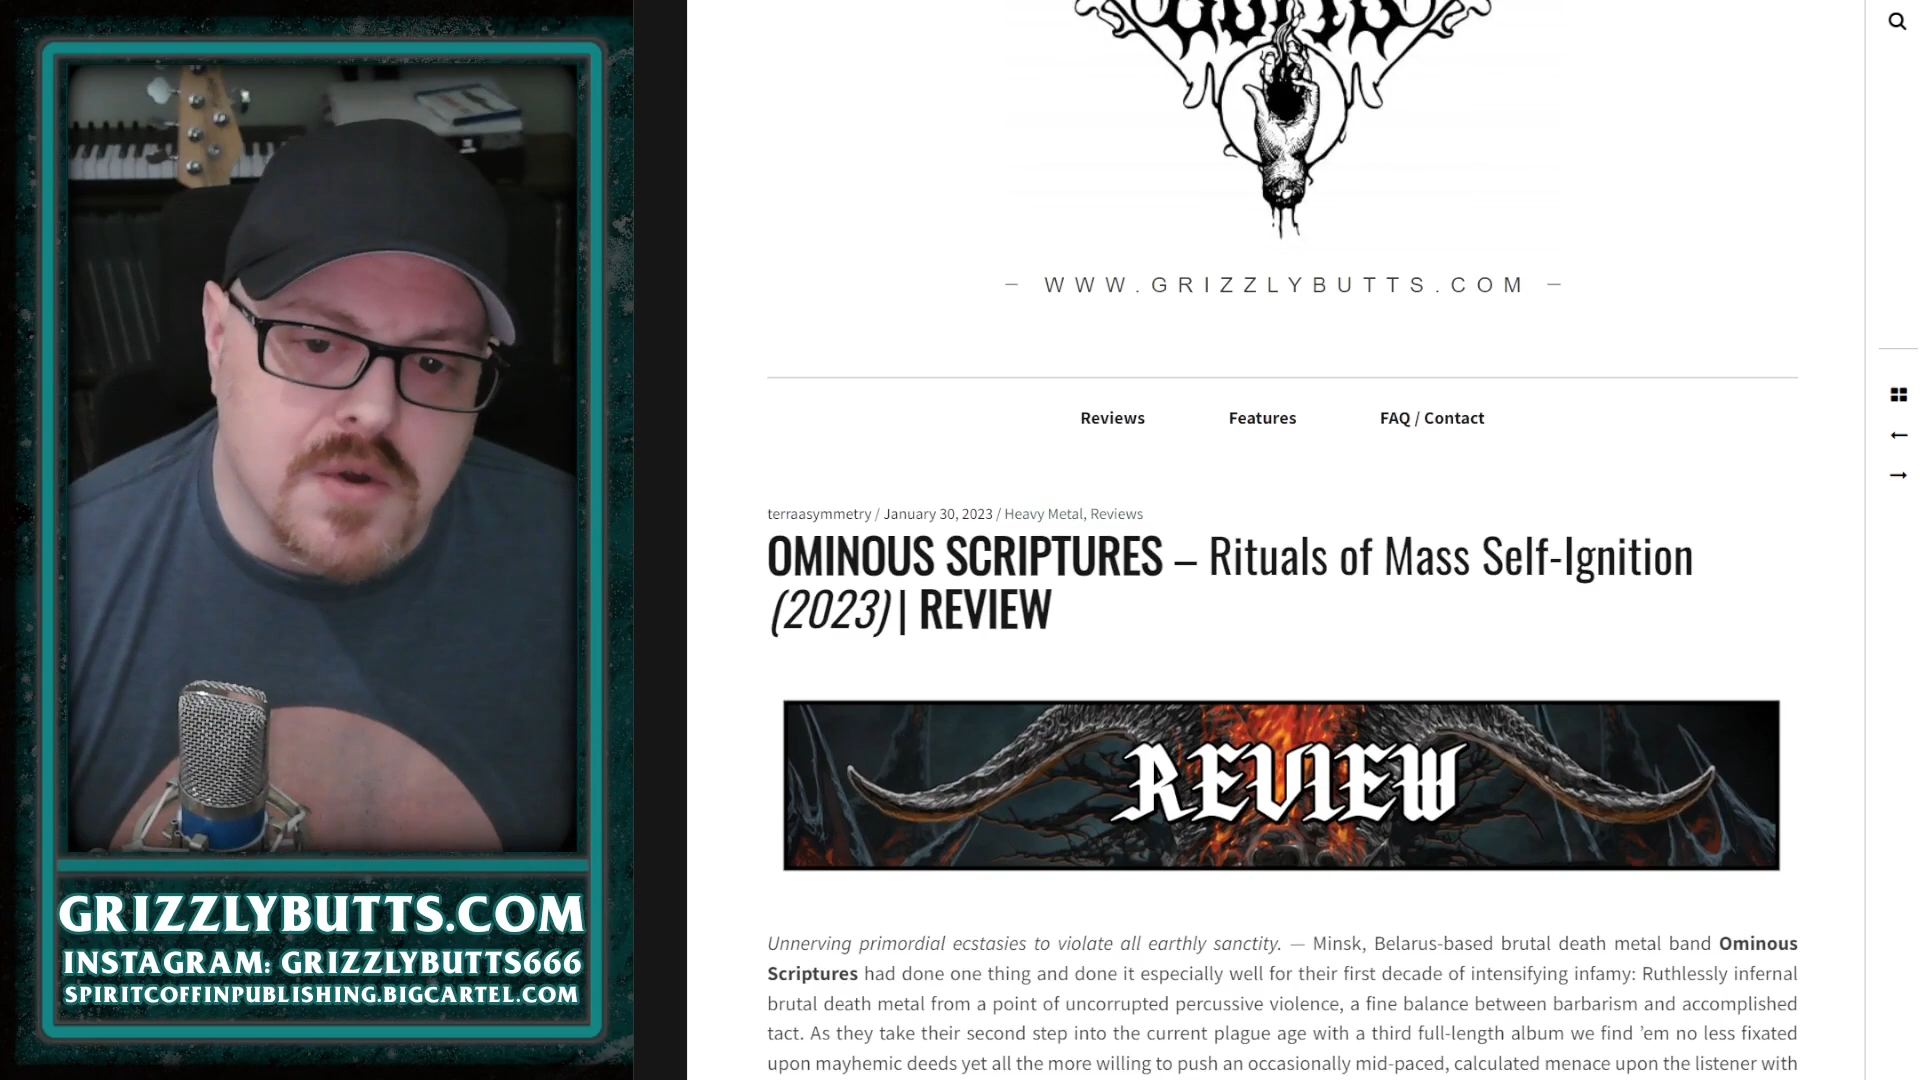 GRIZZLYBUTTS.COM
INSTAGRAM: GRIZZLYBUTTS666
SPIRITCOFFINPUBLISHING.BIGCARTEL.COM
BUTTS
– WWW.GRIZZLYBUTTS.COM –
Reviews Features FAQ / Contact
terraasymmetry / January 30, 2023 / Heavy Metal, Reviews
OMINOUS SCRIPTURES – Rituals of Mass Self-Ignition
(2023) | REVIEW
REVIEW
Unnerving primordial ecstasies to violate all earthly sanctity. — Minsk, Belarus-based brutal death metal band Ominous
Scriptures had done one thing and done it especially well for their first decade of intensifying infamy: Ruthlessly infernal
brutal death metal from a point of uncorrupted percussive violence, a fine balance between barbarism and accomplished
tact. As they take their second step into the current plague age with a third full-length album we find ’em no less fixated
upon mayhemic deeds yet all the more willing to push an occasionally mid-paced, calculated menace upon the listener with